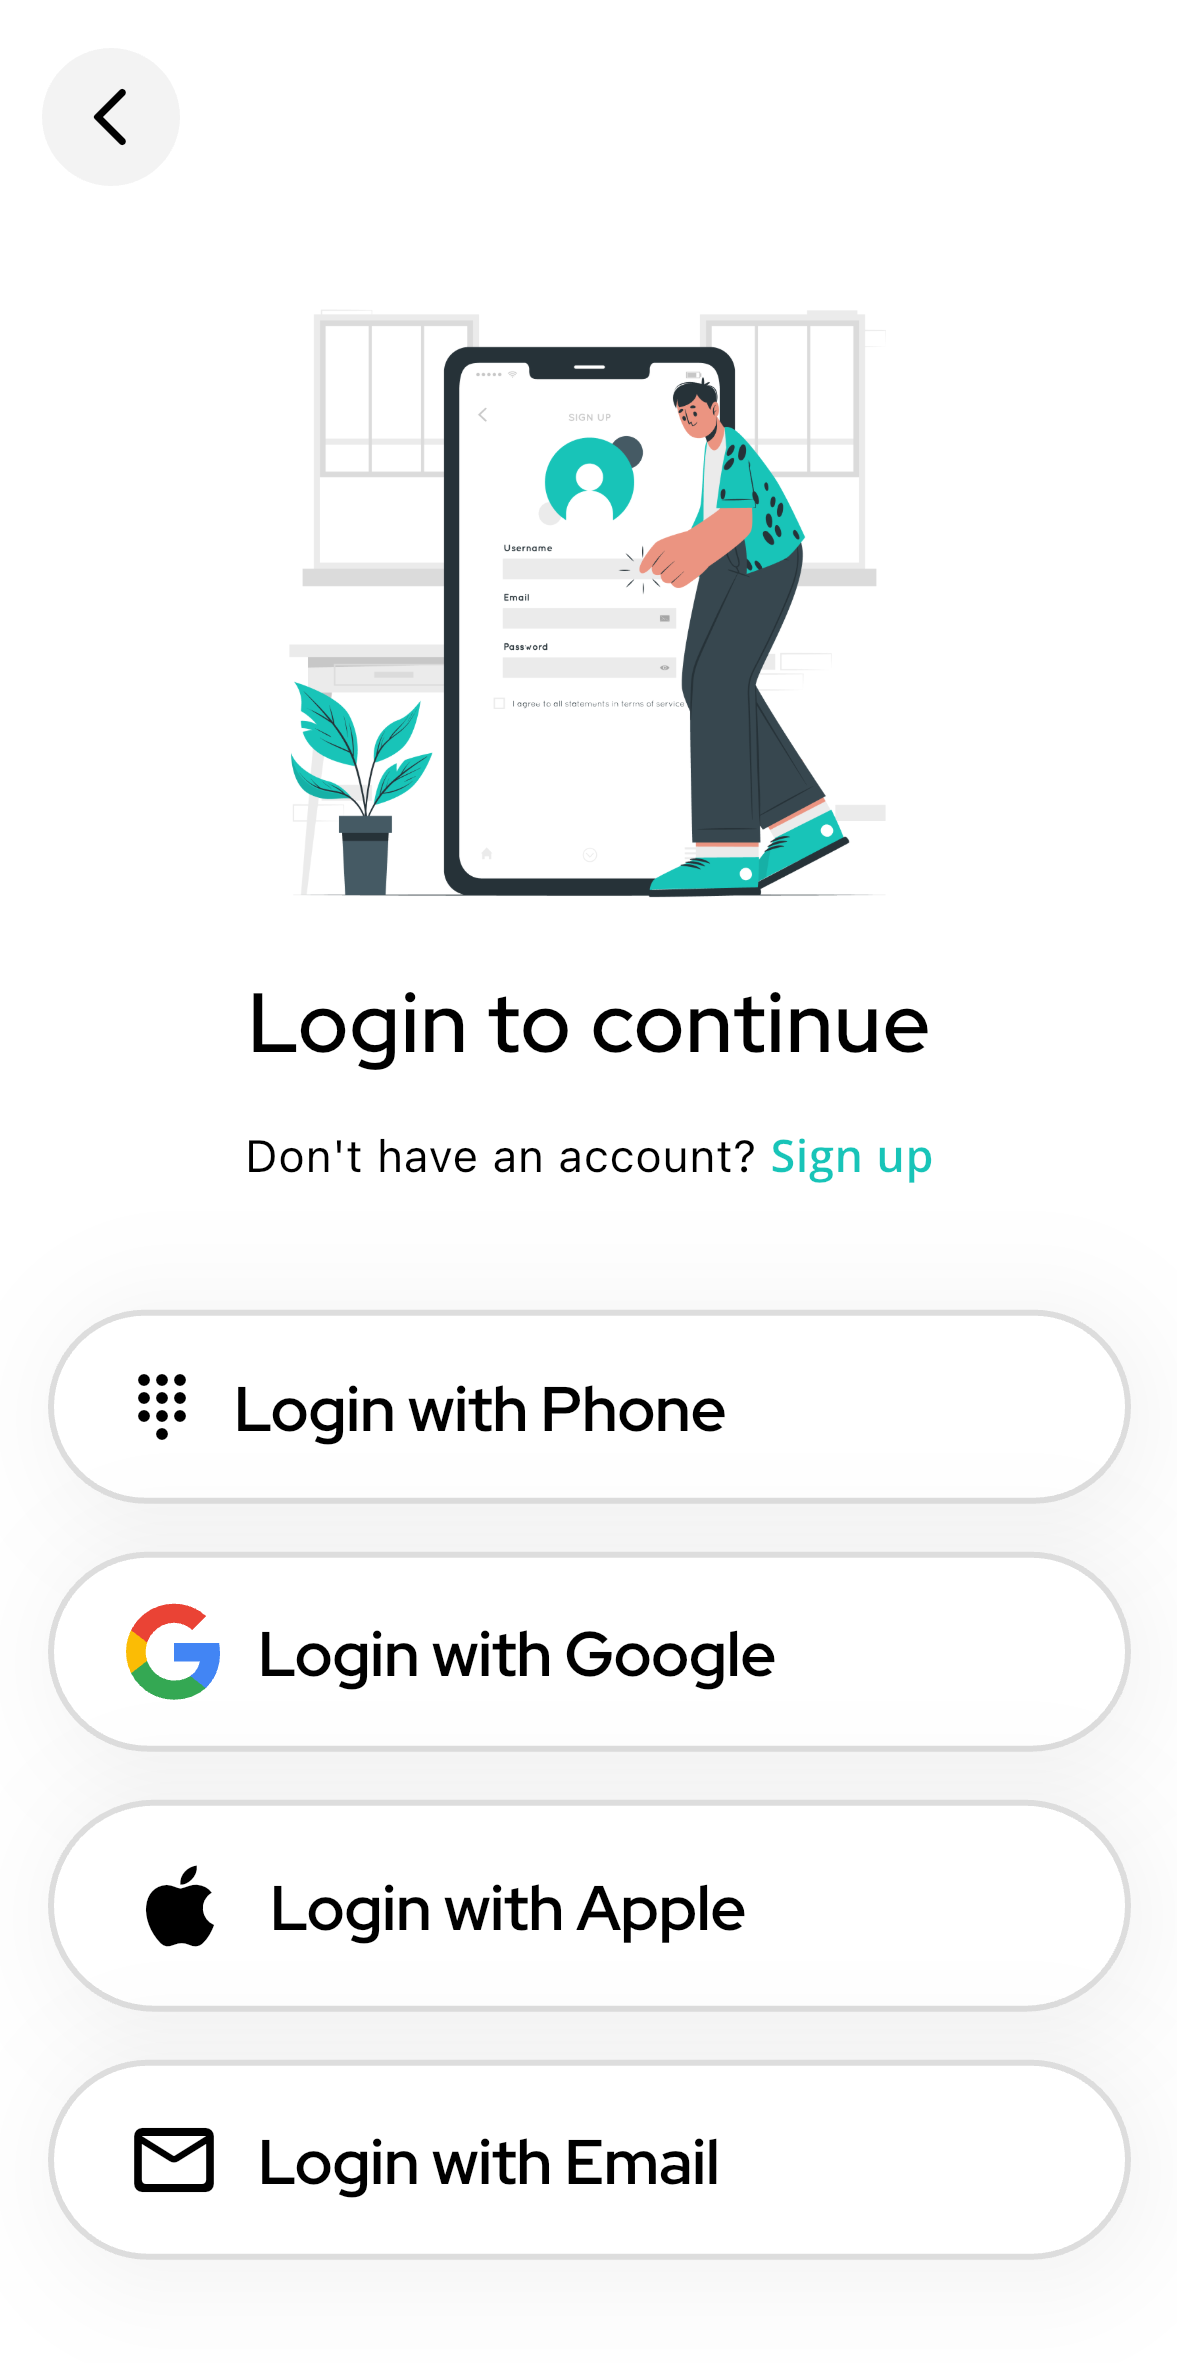 SIGN UP
Username
Email
Password
I agree to all statements in terms of service
Login to continue
Don't have an account? Sign up
Login with Phone
Login with Google
Login with Apple
Login with Email